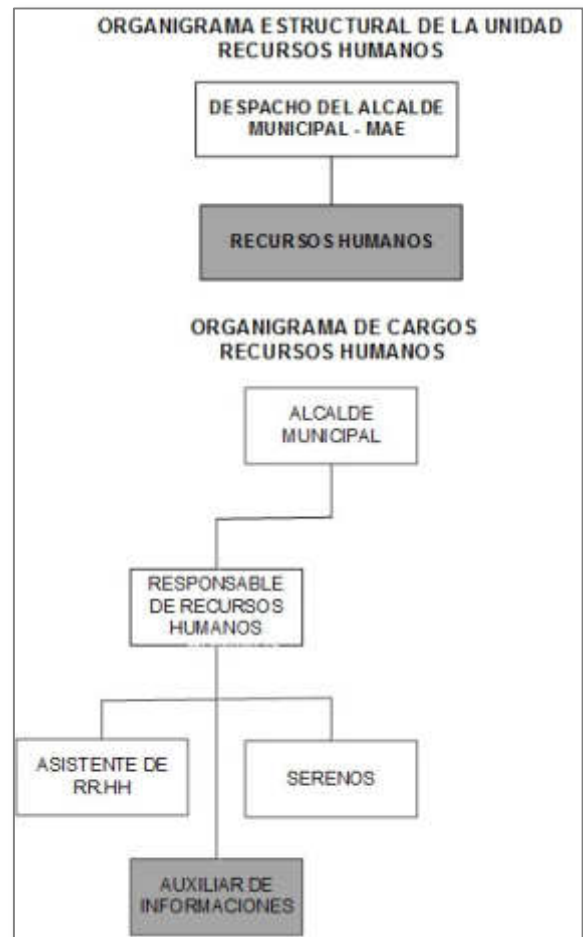 ORGANIGRAMA ESTRUCTURAL DE LA UNIDAD
RECURSOS HUMANOS
DESPACHO DEL ALCALDE
MUNICIPAL - MAE
RECURSOS HUMANOS
ORGANIGRAMA DE CARGOS
RECURSOS HUMANOS
ALCALDE
MUNICIPAL
RESPONSABLE
DE RECURSOS
HUMANOS
ASISTENTE DE
RR.HH
SERENOS
AUXILIAR DE
INFORMACIONES